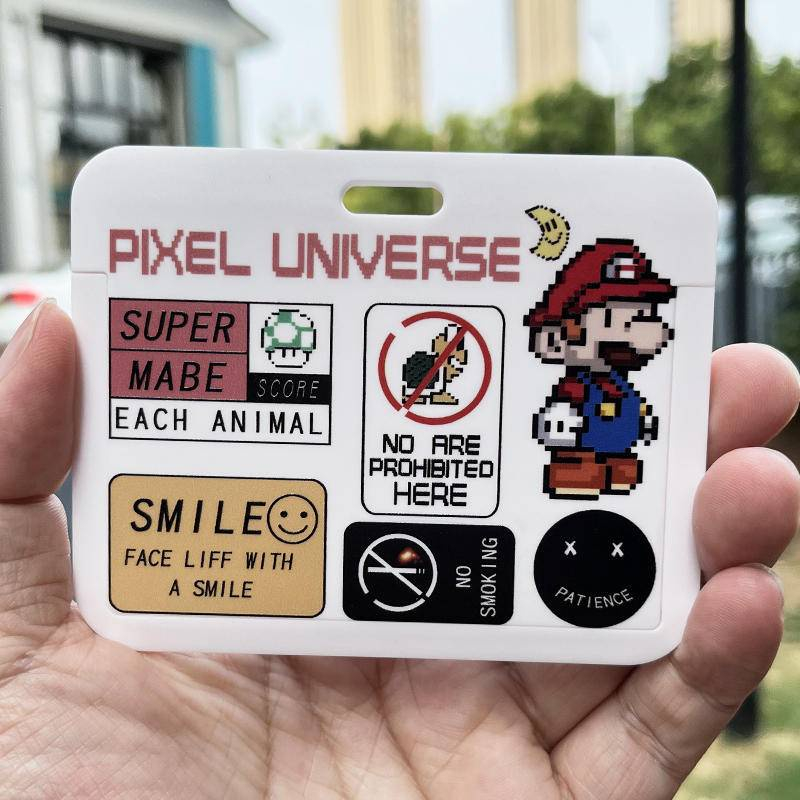 PIXEL UNIVERSE
SUPER
MABE
SCORE
EACH ANIMAL
NO ARE
PROHIBITED
HERE
SMILE
FACE LIFF WITH
A SMILE
NO
SMOKING
X X
PATIENCE